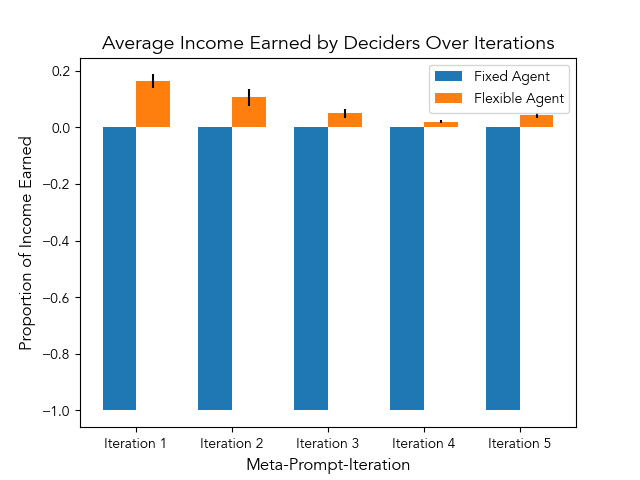 Average Income Earned by Deciders Over Iterations
Fixed Agent
Flexible Agent
Proportion of Income Earned
0.2
0.0
−0.2
−0.4
−0.6
−0.8
−1.0
Iteration 1 Iteration 2 Iteration 3 Iteration 4 Iteration 5
Meta-Prompt-Iteration